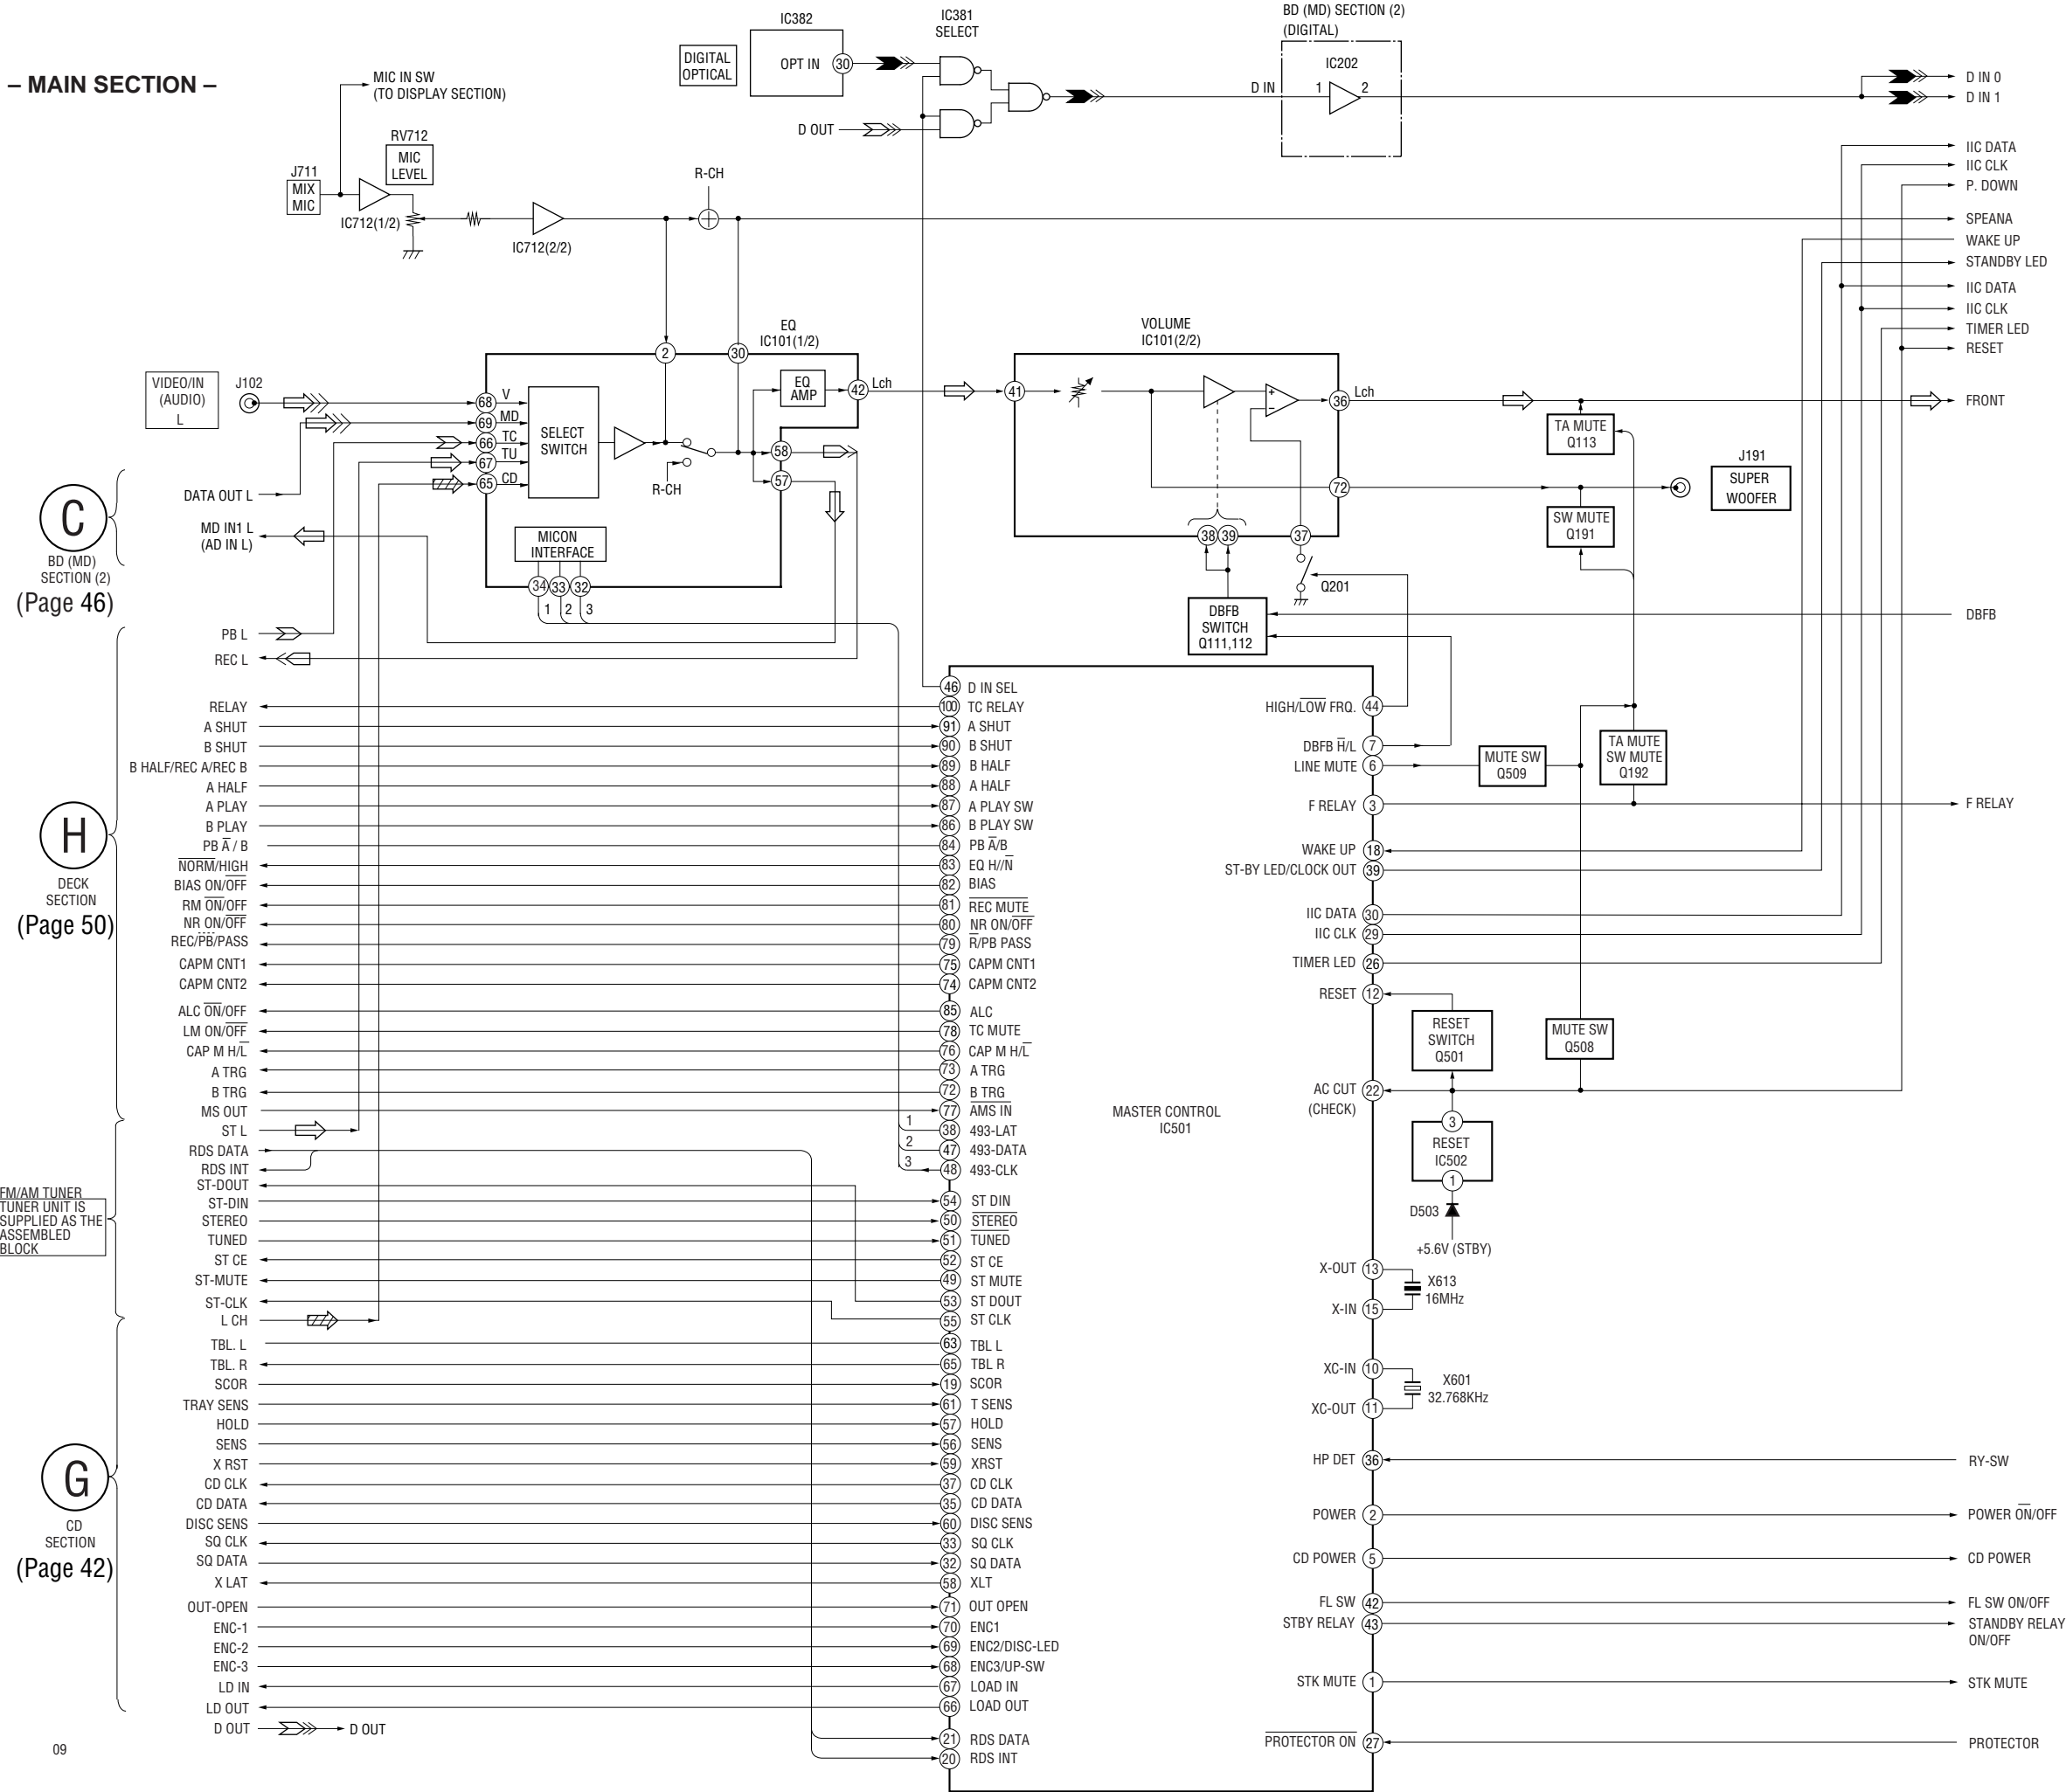 – MAIN SECTION –
MIC IN SW
(TO DISPLAY SECTION)
RV712
MIC
LEVEL
J711
MIX
MIC
IC712(1/2)
IC712(2/2)
R-CH
DIGITAL
OPTICAL
IC382
OPT IN
30
IC381
SELECT
D OUT
BD (MD) SECTION (2)
(DIGITAL)
IC202
D IN
1
2
D IN 0
D IN 1
IIC DATA
IIC CLK
P. DOWN
SPEANA
WAKE UP
STANDBY LED
IIC DATA
IIC CLK
TIMER LED
RESET
FRONT
VIDEO/IN
(AUDIO)
L
J102
EQ
IC101(1/2)
2
30
68 V
69 MD
66 TC
67 TU
65 CD
SELECT
SWITCH
R-CH
EQ
AMP
42 Lch
58
57
MICON
INTERFACE
34 33 32
1 2 3
VOLUME
IC101(2/2)
41
36 Lch
72
38 39
37
Q201
DBFB
SWITCH
Q111,112
DBFB
TA MUTE
Q113
SW MUTE
Q191
J191
SUPER
WOOFER
C
BD (MD)
SECTION (2)
(Page 46)
DATA OUT L
MD IN1 L
(AD IN L)
H
DECK
SECTION
(Page 50)
PB L
REC L
RELAY
A SHUT
B SHUT
B HALF/REC A/REC B
A HALF
A PLAY
B PLAY
PB A̅ / B
N̅O̅R̅M̅/HIGH
BIAS ON/O̅F̅F̅
RM O̅N̅/OFF
NR ON/O̅F̅F̅
REC/P̅B̅/PASS
CAPM CNT1
CAPM CNT2
ALC O̅N̅/OFF
LM ON/O̅F̅F̅
CAP M H/L̅
A TRG
B TRG
MS OUT
FM/AM TUNER
TUNER UNIT IS
SUPPLIED AS THE
ASSEMBLED
BLOCK
ST L
RDS DATA
RDS INT
ST-DOUT
ST-DIN
STEREO
TUNED
ST CE
ST-MUTE
ST-CLK
G
CD
SECTION
(Page 42)
L CH
TBL. L
TBL. R
SCOR
TRAY SENS
HOLD
SENS
X RST
CD CLK
CD DATA
DISC SENS
SQ CLK
SQ DATA
X LAT
OUT-OPEN
ENC-1
ENC-2
ENC-3
LD IN
LD OUT
D OUT D OUT
09
MASTER CONTROL
IC501
46 D IN SEL
100 TC RELAY
91 A SHUT
90 B SHUT
89 B HALF
88 A HALF
87 A PLAY SW
86 B PLAY SW
84 PB A̅/B
83 EQ H//N̅
82 BIAS
81 R̅E̅C̅ M̅U̅T̅E̅
80 NR ON/O̅F̅F̅
79 R̅/PB PASS
75 CAPM CNT1
74 CAPM CNT2
85 ALC
78 TC MUTE
76 CAP M H/L̅
73 A TRG
72 B TRG
77 A̅M̅S̅ I̅N̅
1 38 493-LAT
2 47 493-DATA
3 48 493-CLK
54 ST DIN
50 S̅T̅E̅R̅E̅O̅
51 T̅U̅N̅E̅D̅
52 ST CE
49 ST MUTE
53 ST DOUT
55 ST CLK
63 TBL L
65 TBL R
19 SCOR
61 T SENS
57 HOLD
56 SENS
59 XRST
37 CD CLK
35 CD DATA
60 DISC SENS
33 SQ CLK
32 SQ DATA
58 XLT
71 OUT OPEN
70 ENC1
69 ENC2/DISC-LED
68 ENC3/UP-SW
67 LOAD IN
66 LOAD OUT
21 RDS DATA
20 RDS INT
HIGH/L̅O̅W̅ FRQ. 44
DBFB H̅/L 7
LINE MUTE 6
F RELAY 3
WAKE UP 18
ST-BY LED/CLOCK OUT 39
IIC DATA 30
IIC CLK 29
TIMER LED 26
RESET 12
AC CUT 22
(CHECK)
X-OUT 13
X-IN 15
XC-IN 10
XC-OUT 11
HP DET 36
POWER 2
CD POWER 5
FL SW 42
STBY RELAY 43
STK MUTE 1
P̅R̅O̅T̅E̅C̅T̅O̅R̅ O̅N̅ 27
MUTE SW
Q509
TA MUTE
SW MUTE
Q192
F RELAY
RESET
SWITCH
Q501
MUTE SW
Q508
3
RESET
IC502
1
D503
+5.6V (STBY)
X613
16MHz
X601
32.768KHz
RY-SW
POWER O̅N̅/OFF
CD POWER
FL SW ON/OFF
STANDBY RELAY
ON/OFF
STK MUTE
PROTECTOR